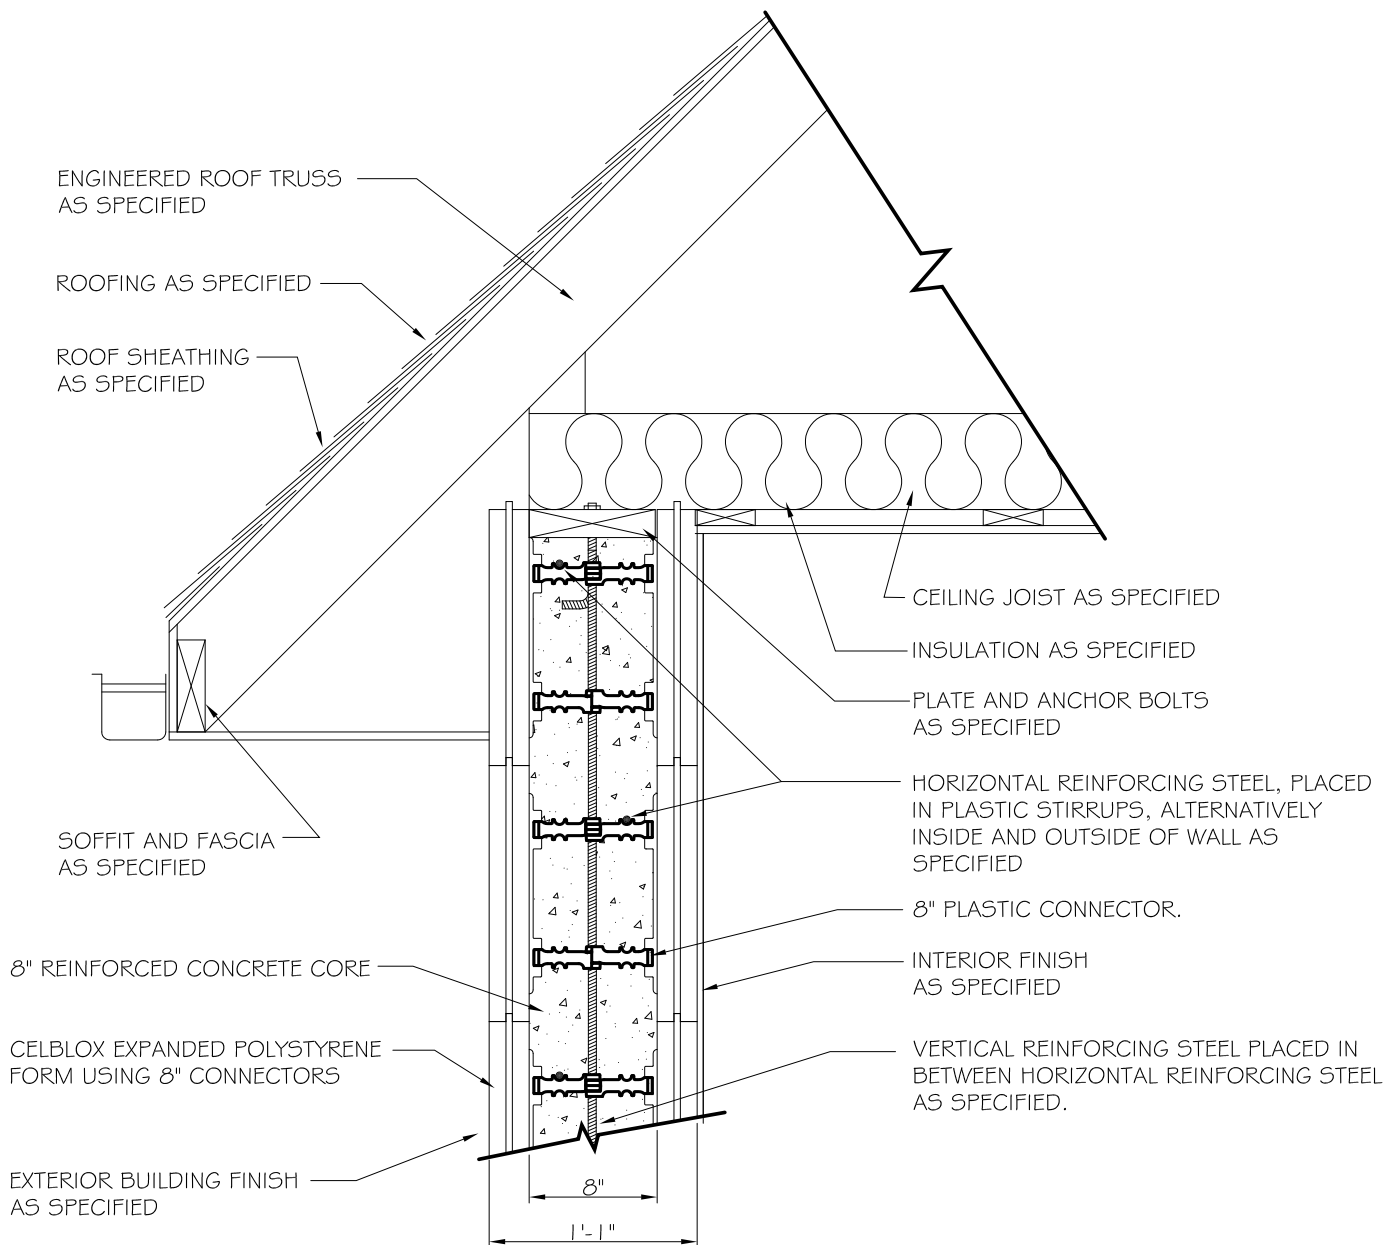 ENGINEERED ROOF TRUSS
AS SPECIFIED
ROOFING AS SPECIFIED
ROOF SHEATHING
AS SPECIFIED
CEILING JOIST AS SPECIFIED
INSULATION AS SPECIFIED
PLATE AND ANCHOR BOLTS
AS SPECIFIED
HORIZONTAL REINFORCING STEEL, PLACED
IN PLASTIC STIRRUPS, ALTERNATIVELY
INSIDE AND OUTSIDE OF WALL AS
SPECIFIED
SOFFIT AND FASCIA
AS SPECIFIED
8" PLASTIC CONNECTOR.
8" REINFORCED CONCRETE CORE
INTERIOR FINISH
AS SPECIFIED
CELBLOX EXPANDED POLYSTYRENE
FORM USING 8" CONNECTORS
VERTICAL REINFORCING STEEL PLACED IN
BETWEEN HORIZONTAL REINFORCING STEEL
AS SPECIFIED.
EXTERIOR BUILDING FINISH
AS SPECIFIED
8"
1'-1"